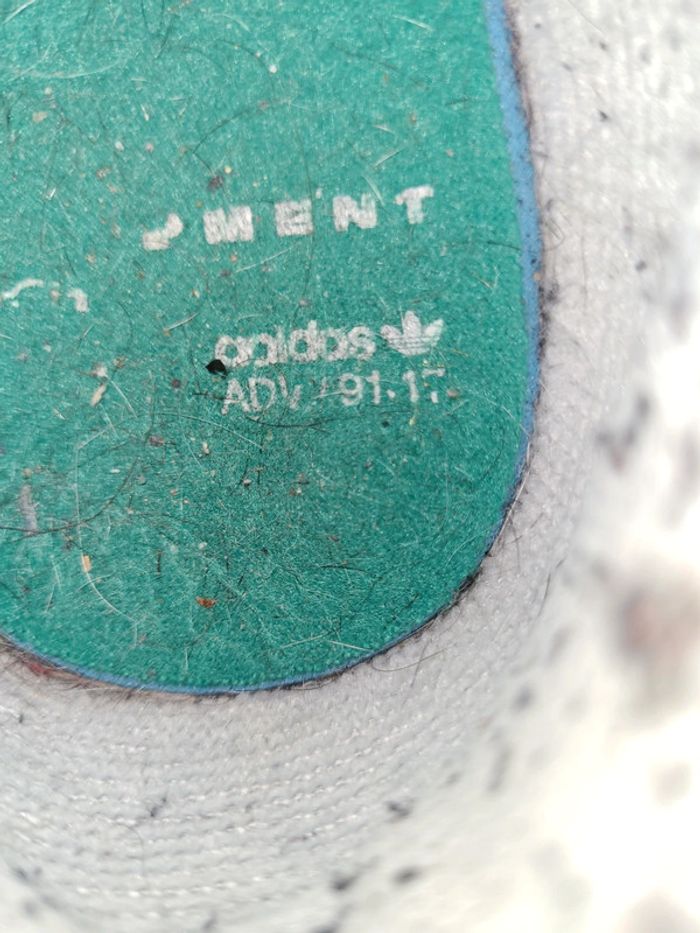 MENT
adidas
ADV / 91-17